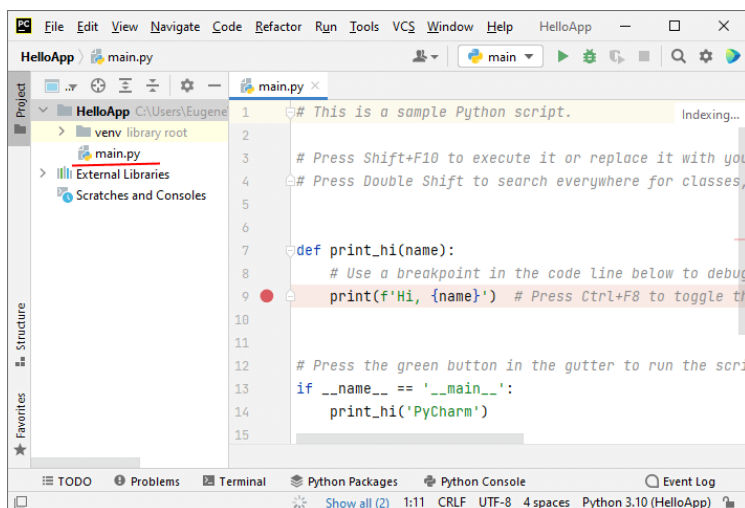 PC File Edit View Navigate Code Refactor Run Tools VCS Window Help HelloApp
HelloApp main.py main
Project
main.py
HelloApp C:\Users\Eugene
venv library root
main.py
External Libraries
Scratches and Consoles
1 # This is a sample Python script.
Indexing...
2
3 # Press Shift+F10 to execute it or replace it with you
4 # Press Double Shift to search everywhere for classes,
5
6
7 def print_hi(name):
8 # Use a breakpoint in the code line below to debug
9 print(f'Hi, {name}') # Press Ctrl+F8 to toggle th
10
11
12 # Press the green button in the gutter to run the scri
13 if __name__ == '__main__':
14 print_hi('PyCharm')
15
Structure
Favorites
TODO Problems Terminal Python Packages Python Console Event Log
Show all (2) 1:11 CRLF UTF-8 4 spaces Python 3.10 (HelloApp)